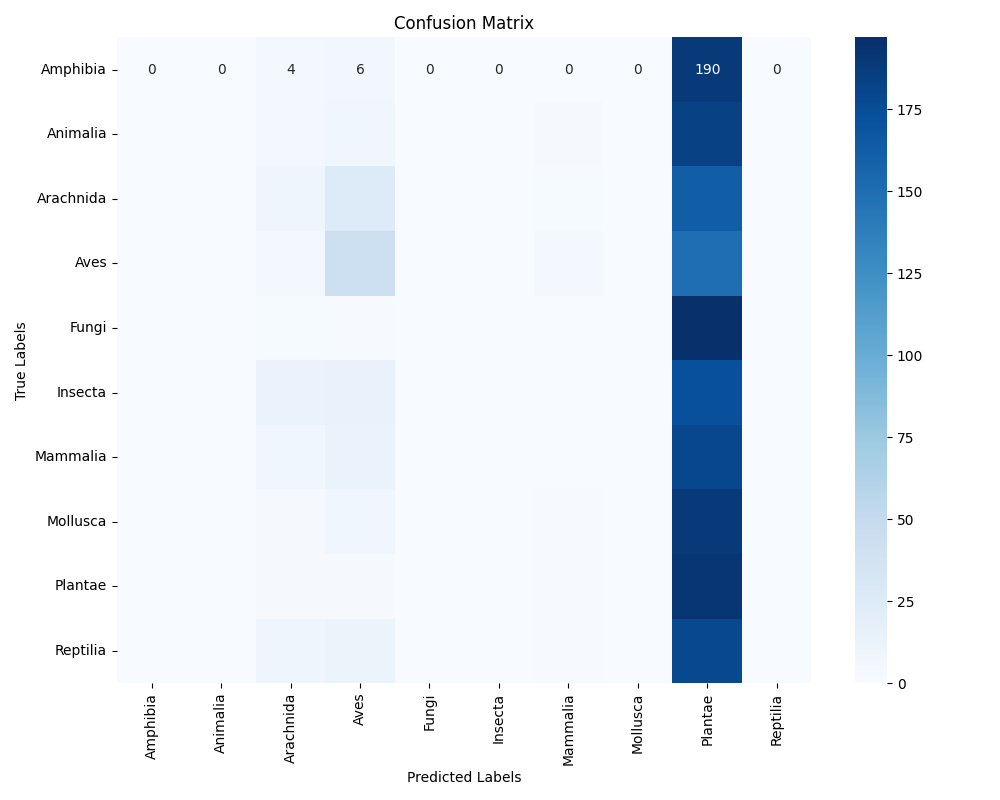 Confusion Matrix
Amphibia 0 0 4 6 0 0 0 0 190 0
Animalia
Arachnida
Aves
Fungi
Insecta
Mammalia
Mollusca
Plantae
Reptilia
True Labels
Amphibia Animalia Arachnida Aves Fungi Insecta Mammalia Mollusca Plantae Reptilia
Predicted Labels
175
150
125
100
75
50
25
0